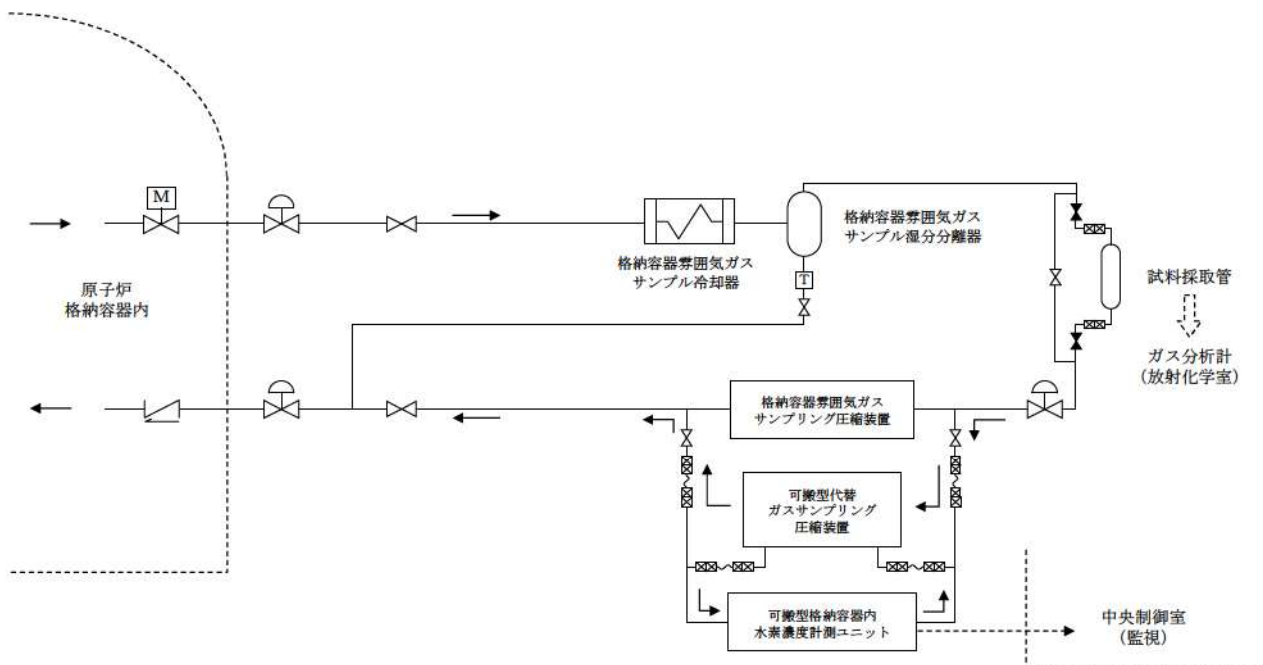 M
原子炉
格納容器内
格納容器雰囲気ガス
サンプル冷却器
格納容器雰囲気ガス
サンプル湿分分離器
T
試料採取管
ガス分析計
(放射化学室)
格納容器雰囲気ガス
サンプリング圧縮装置
可搬型代替
ガスサンプリング
圧縮装置
可搬型格納容器内
水素濃度計測ユニット
中央制御室
(監視)